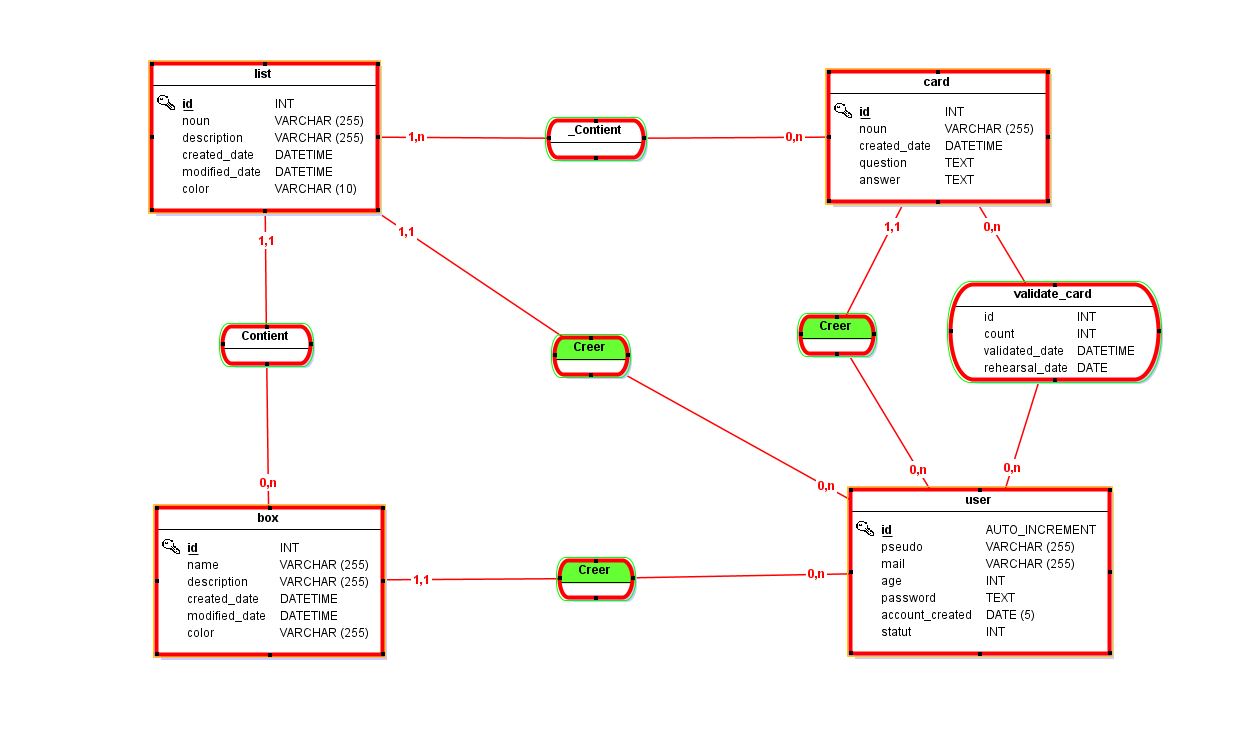 list
id INT
noun VARCHAR (255)
description VARCHAR (255)
created_date DATETIME
modified_date DATETIME
color VARCHAR (10)
1,n
_Contient
0,n
card
id INT
noun VARCHAR (255)
created_date DATETIME
question TEXT
answer TEXT
1,1
1,1
1,1
0,n
validate_card
id INT
count INT
validated_date DATETIME
rehearsal_date DATE
Contient
Creer
Creer
0,n
0,n
0,n
0,n
box
id INT
name VARCHAR (255)
description VARCHAR (255)
created_date DATETIME
modified_date DATETIME
color VARCHAR (255)
1,1
Creer
0,n
user
id AUTO_INCREMENT
pseudo VARCHAR (255)
mail VARCHAR (255)
age INT
password TEXT
account_created DATE (5)
statut INT